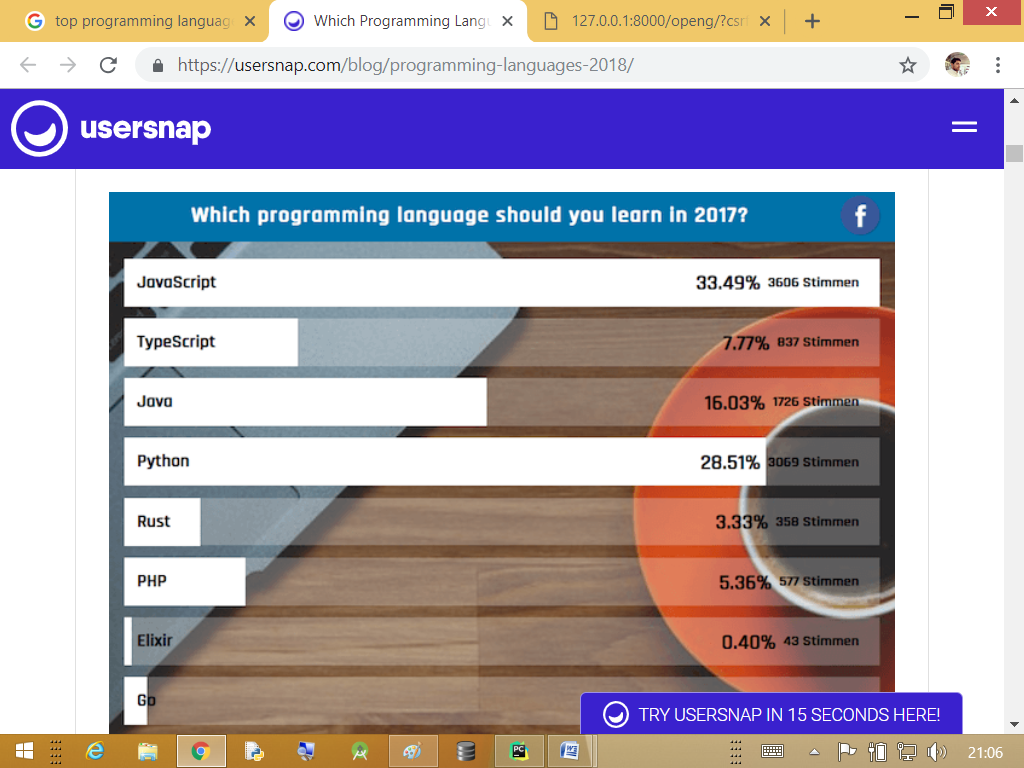 top programming languag
Which Programming Lang
127.0.0.1:8000/openg/?csr
https://usersnap.com/blog/programming-languages-2018/
usersnap
Which programming language should you learn in 2017?
JavaScript 33.49% 3606 Stimmen
TypeScript 7.77% 837 Stimmen
Java 16.03% 1726 Stimmen
Python 28.51% 3069 Stimmen
Rust 3.33% 358 Stimmen
PHP 5.36% 577 Stimmen
Elixir 0.40% 43 Stimmen
Go
TRY USERSNAP IN 15 SECONDS HERE!
21:06